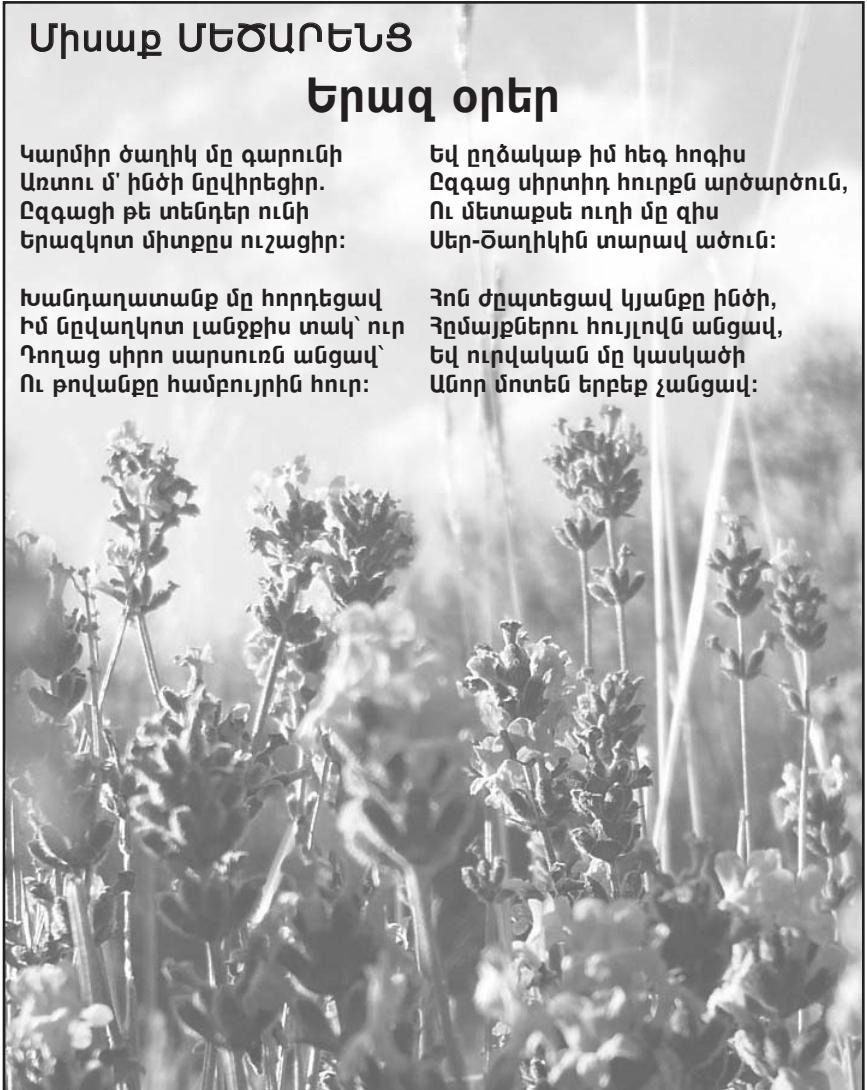 Միսաք ՄԵԾԱՐԵՆՑ
Երազ օրեր
Կարմիր ծաղիկ մը գարունի
Առտու մ' ինծի նըվիրեցիր.
Ըզգացի թե տենդեր ունի
Երազկոտ միտքըս ուշացիր:
Խանդաղատանք մը հորդեցավ
Իմ նըվաղկոտ լանջքիս տակ՝ ուր
Դողաց սիրո սարսուռն անցավ՝
Ու թովանքը համբույրին հուր:
Եվ ըղձակաթ իմ հեգ հոգիս
Ըզգաց սիրտիդ հուրքն արծարծուն,
Ու մետաքսե ուղի մը զիս
Սեր-Ծաղիկին տարավ ածուն:
Հոն ժըպտեցավ կյանքը ինծի,
Հըմայքներու հույլովն անցավ,
Եվ ուրվական մը կասկածի
Անոր մոտեն երբեք չանցավ: